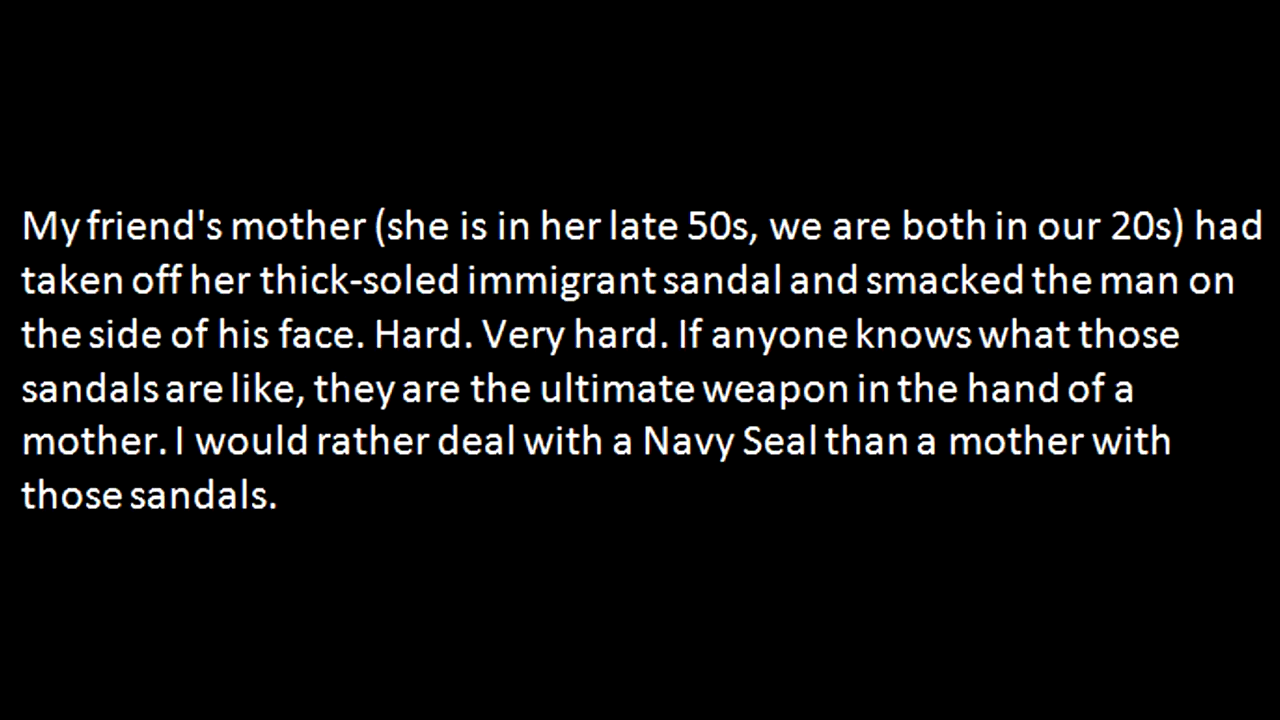 My friend's mother (she is in her late 50s, we are both in our 20s) had
taken off her thick-soled immigrant sandal and smacked the man on
the side of his face. Hard. Very hard. If anyone knows what those
sandals are like, they are the ultimate weapon in the hand of a
mother. I would rather deal with a Navy Seal than a mother with
those sandals.